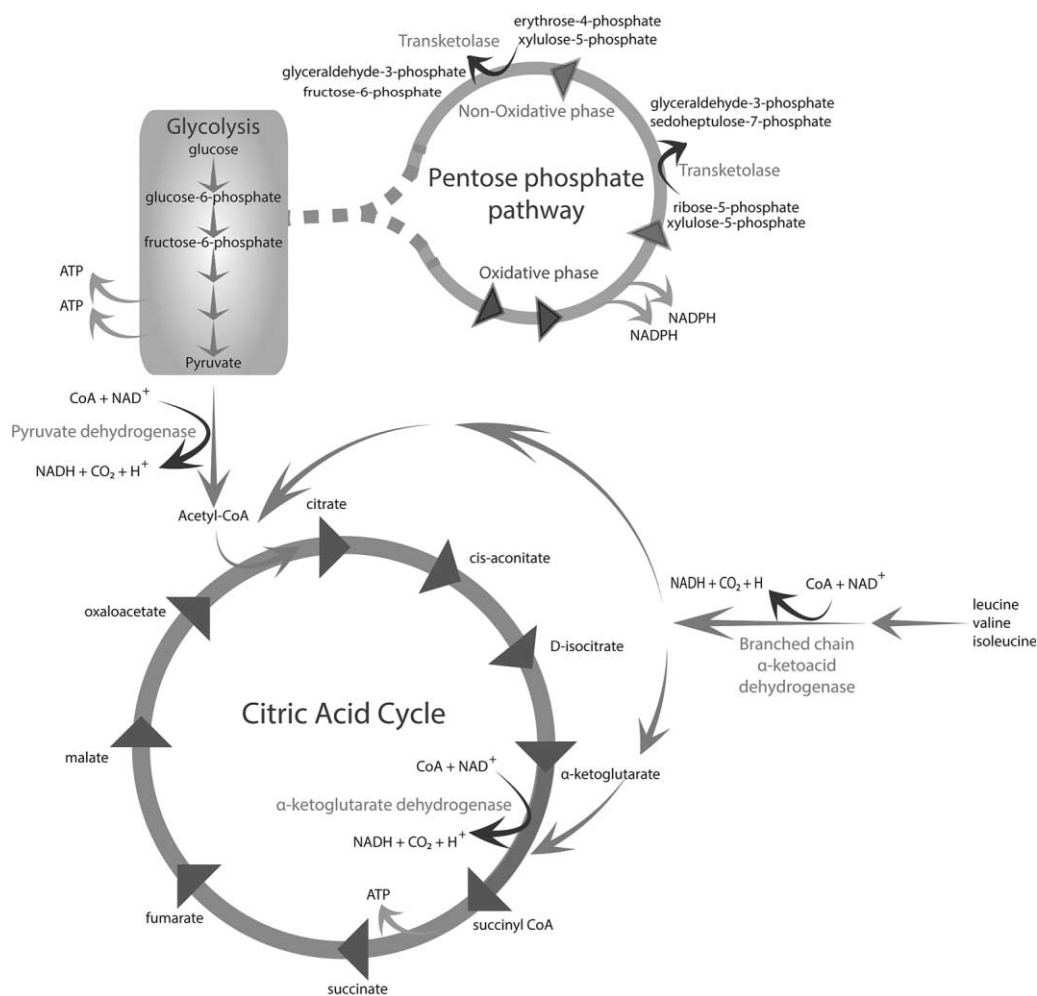 erythrose-4-phosphate
xylulose-5-phosphate
Transketolase
glyceraldehyde-3-phosphate
fructose-6-phosphate
Non-Oxidative phase
glyceraldehyde-3-phosphate
sedoheptulose-7-phosphate
Transketolase
Pentose phosphate
pathway
ribose-5-phosphate
xylulose-5-phosphate
Oxidative phase
NADPH
NADPH
Glycolysis
glucose
glucose-6-phosphate
fructose-6-phosphate
ATP
ATP
Pyruvate
CoA + NAD⁺
Pyruvate dehydrogenase
NADH + CO₂ + H⁺
Acetyl-CoA
citrate
cis-aconitate
oxaloacetate
D-isocitrate
NADH + CO₂ + H
CoA + NAD⁺
leucine
valine
isoleucine
Branched chain
α-ketoacid
dehydrogenase
Citric Acid Cycle
malate
CoA + NAD⁺
α-ketoglutarate
α-ketoglutarate dehydrogenase
NADH + CO₂ + H⁺
ATP
fumarate
succinyl CoA
succinate